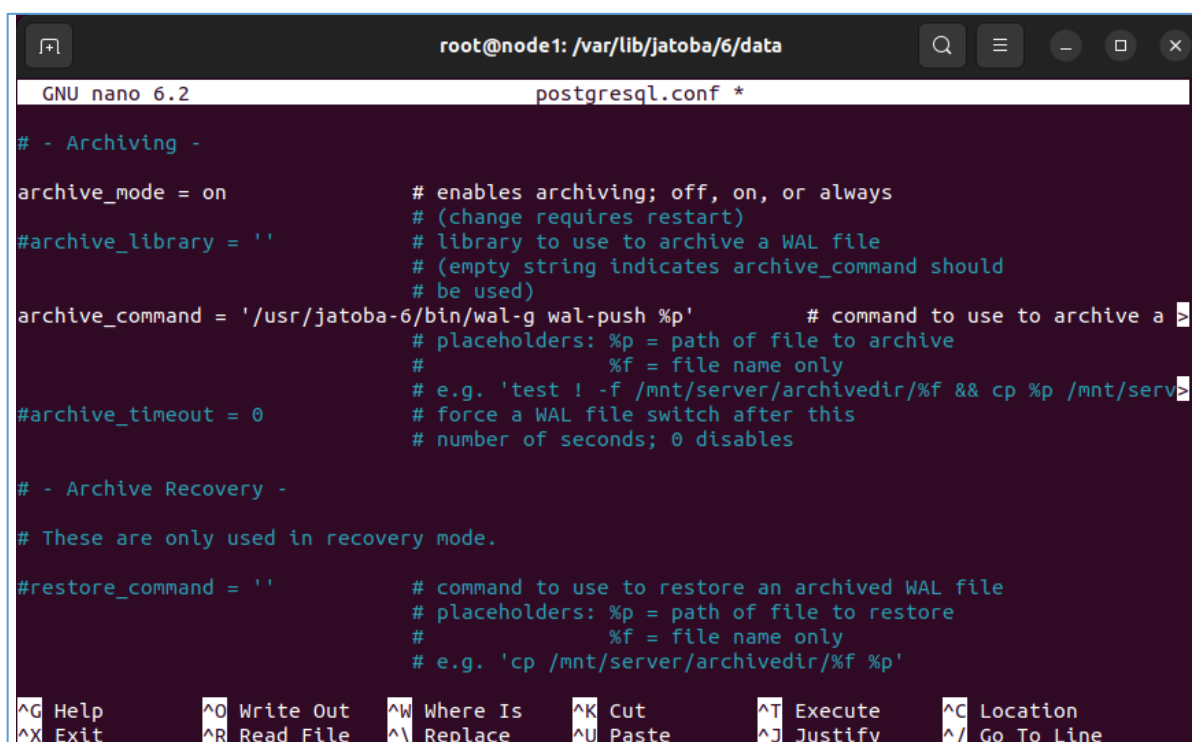 root@node1: /var/lib/jatoba/6/data
GNU nano 6.2 postgresql.conf *
# - Archiving -
archive_mode = on # enables archiving; off, on, or always
# (change requires restart)
#archive_library = '' # library to use to archive a WAL file
# (empty string indicates archive_command should
# be used)
archive_command = '/usr/jatoba-6/bin/wal-g wal-push %p' # command to use to archive a >
# placeholders: %p = path of file to archive
# %f = file name only
# e.g. 'test ! -f /mnt/server/archivedir/%f && cp %p /mnt/serv>
#archive_timeout = 0 # force a WAL file switch after this
# number of seconds; 0 disables
# - Archive Recovery -
# These are only used in recovery mode.
#restore_command = '' # command to use to restore an archived WAL file
# placeholders: %p = path of file to restore
# %f = file name only
# e.g. 'cp /mnt/server/archivedir/%f %p'
^G Help ^O Write Out ^W Where Is ^K Cut ^T Execute ^C Location
^X Exit ^R Read File ^\ Replace ^U Paste ^J Justify ^/ Go To Line